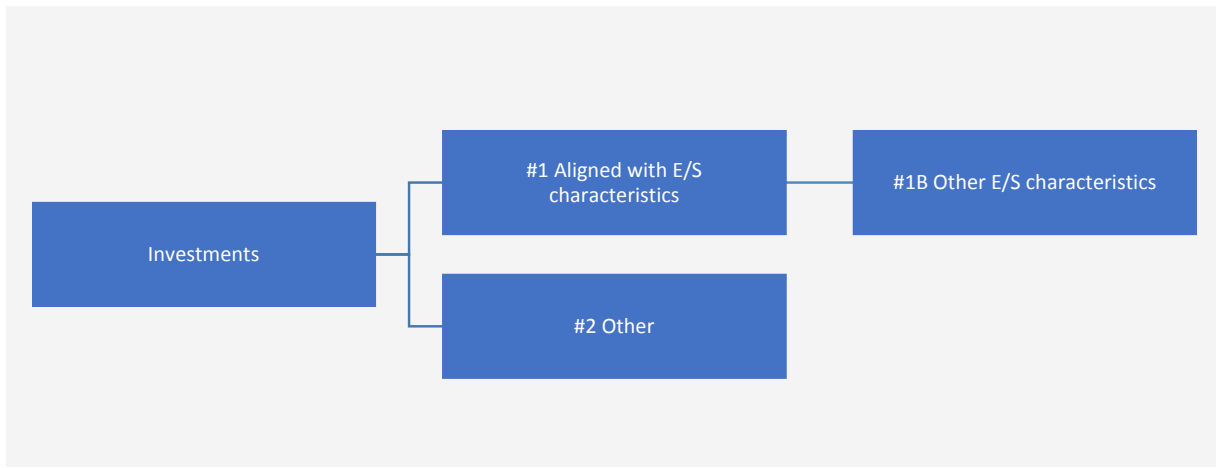 Investments
#1 Aligned with E/S
characteristics
#1B Other E/S characteristics
#2 Other